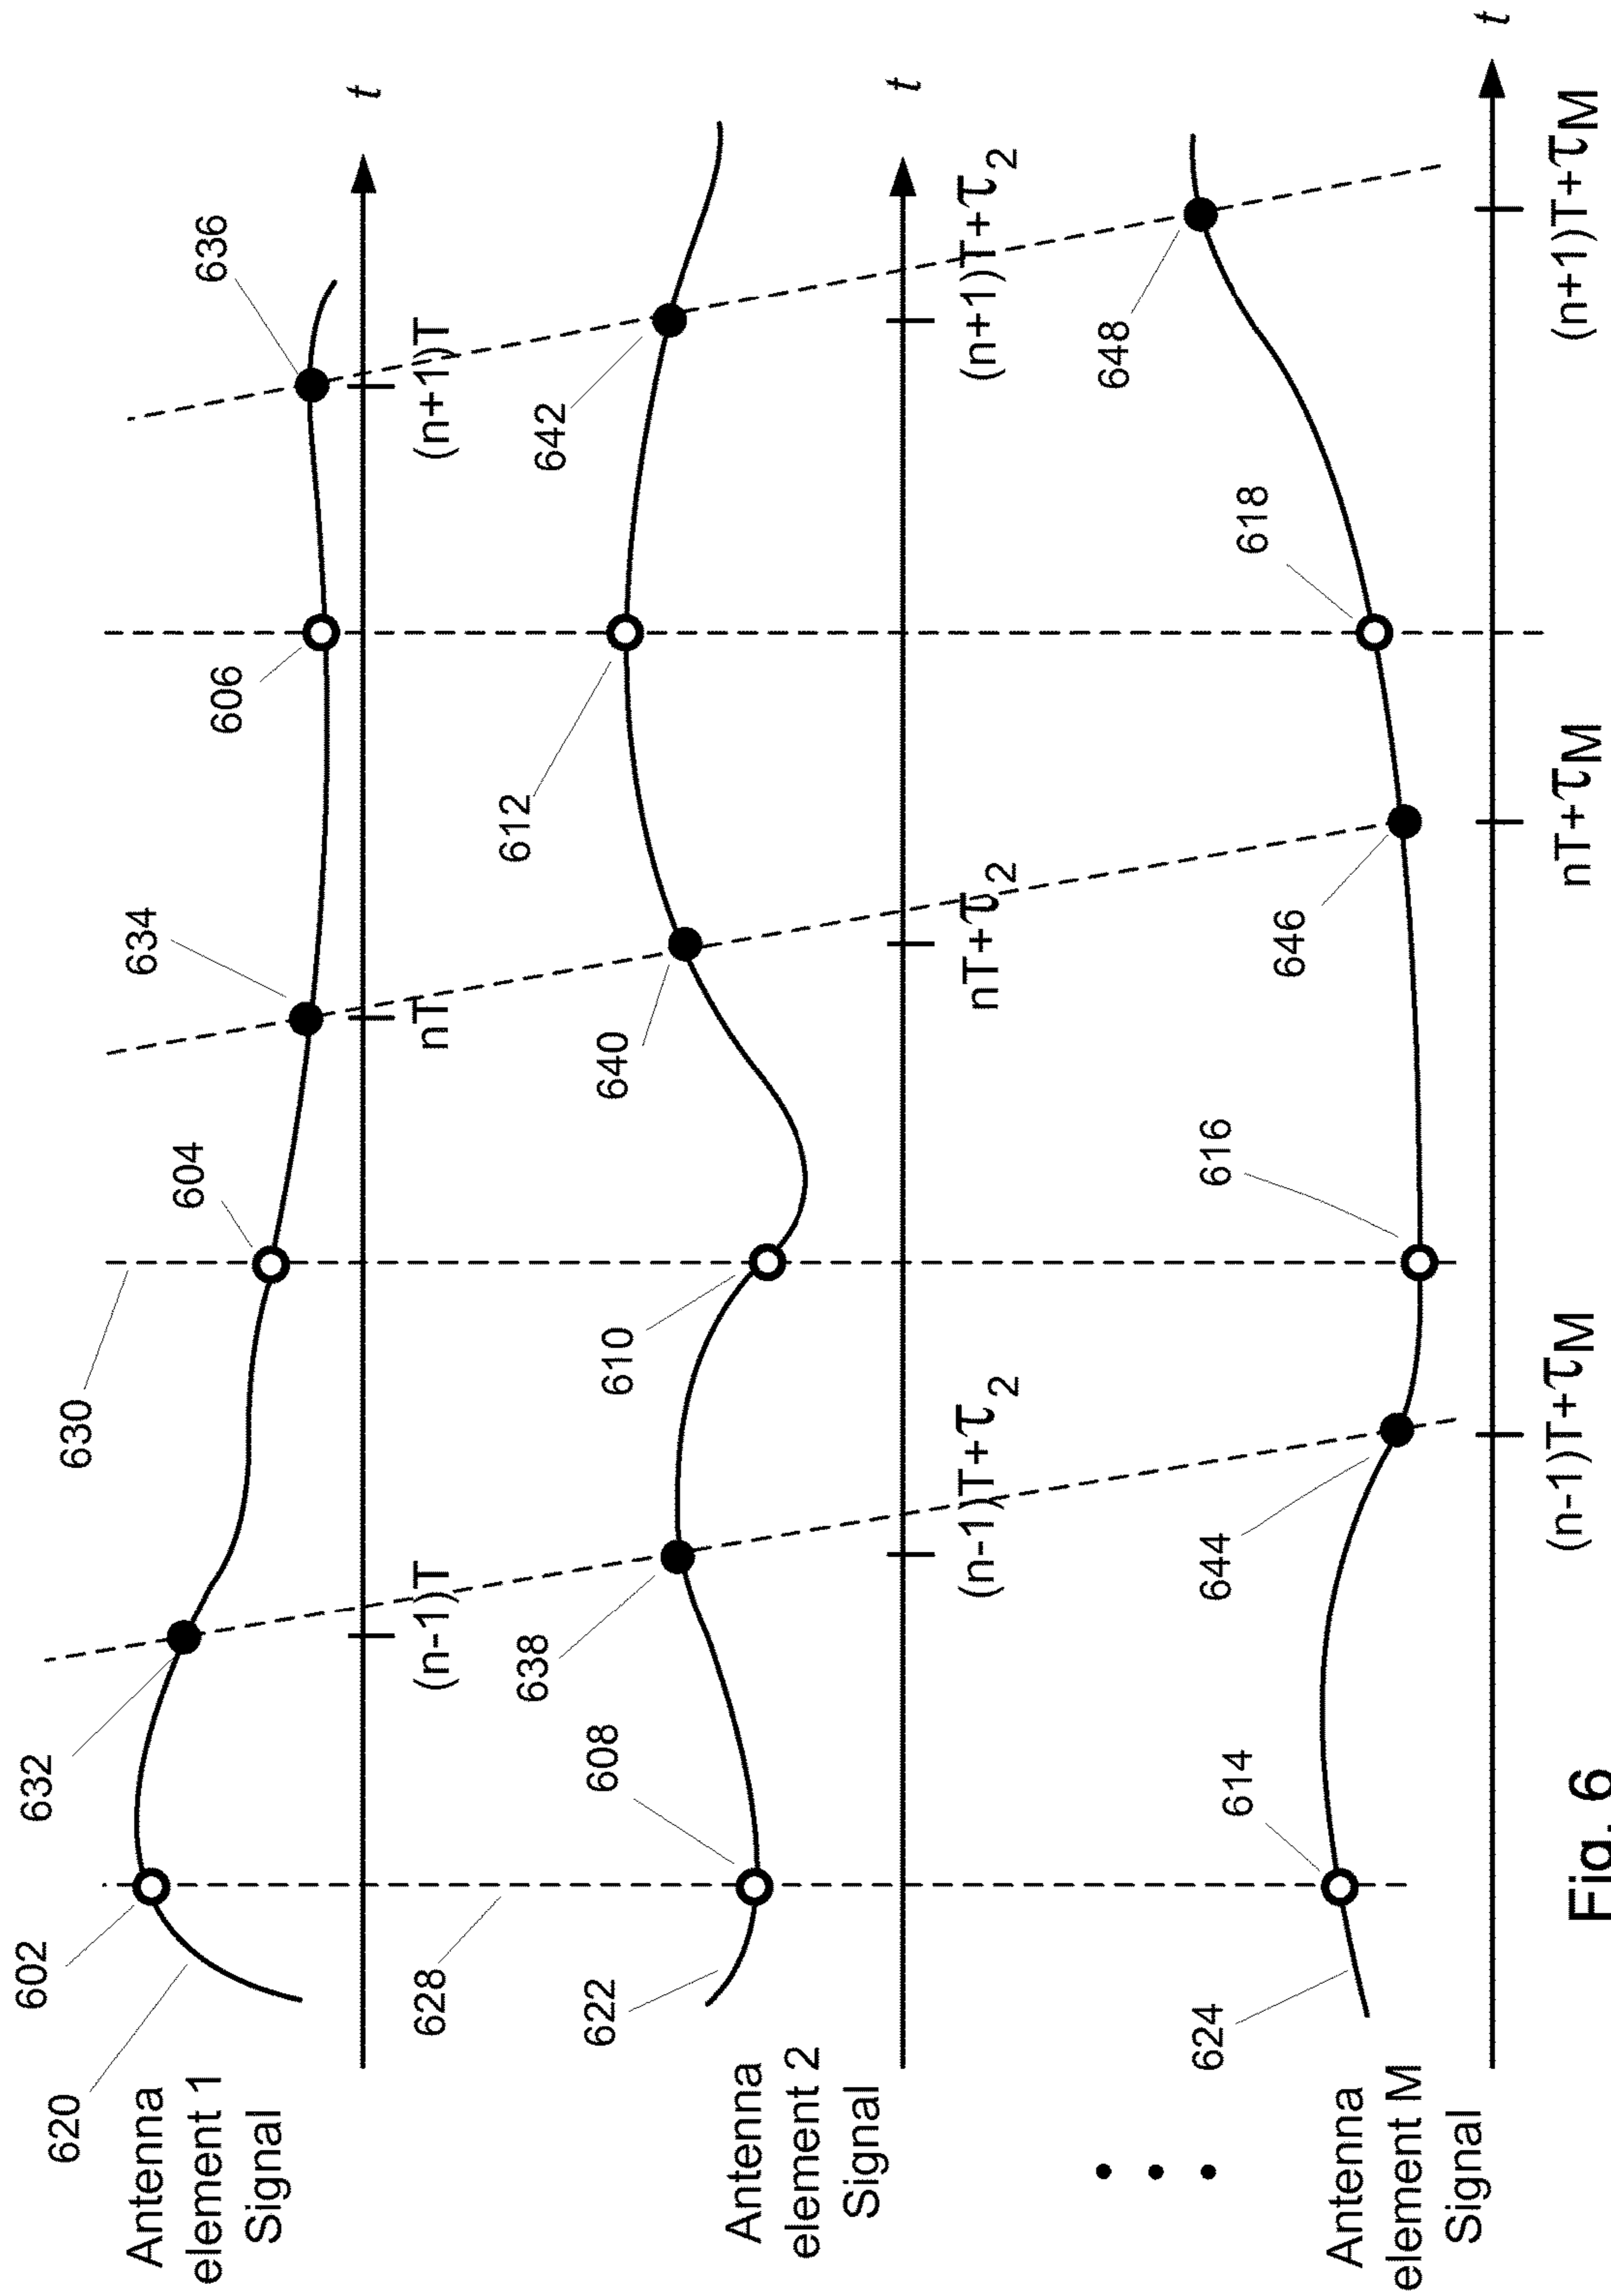 620
602
632
630
604
634
606
636
Antenna
element 1
Signal
t
(n-1)T
nT
(n+1)T
628
622
608
638
610
640
612
642
Antenna
element 2
Signal
t
(n-1)T+τ2
nT+τ2
(n+1)T+τ2
624
614
644
616
646
618
648
Antenna
element M
Signal
t
(n-1)T+τM
nT+τM
(n+1)T+τM
Fig. 6